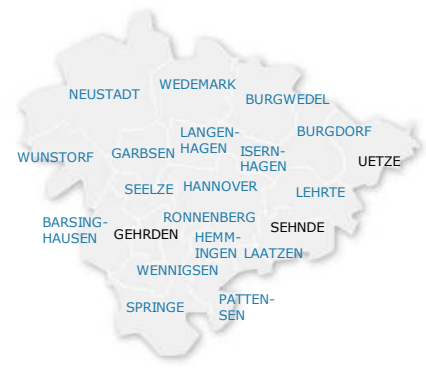 WEDEMARK
NEUSTADT
BURGWEDEL
LANGEN-
HAGEN
BURGDORF
GARBSEN
ISERN-
HAGEN
WUNSTORF
UETZE
SEELZE
HANNOVER
LEHRTE
BARSING-
HAUSEN
RONNENBERG
GEHRDEN
HEMM-
INGEN
SEHNDE
LAATZEN
WENNIGSEN
SPRINGE
PATTEN-
SEN